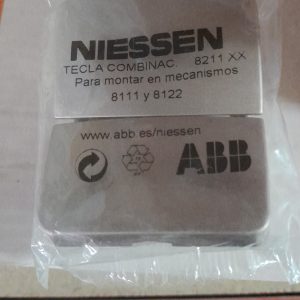 NIESSEN
TECLA COMBINAC. 8211 XX
Para montar en mecanismos
8111 y 8122
www.abb.es/niessen
ABB